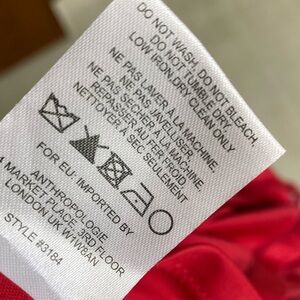 DO NOT WASH. DO NOT BLEACH.
DO NOT TUMBLE DRY.
LOW IRON.DRY CLEAN ONLY
NE PAS LAVER A LA MACHINE.
NE PAS JAVELLISER.
NE PAS SECHER A LA MACHINE.
REPASSER AU FER FROID.
NETTOYER A SEC SEULEMENT
FOR EU: IMPORTED BY
ANTHROPOLOGIE
MARKET PLACE, 3RD FLOOR
LONDON UK W1W8AN
STYLE #3184